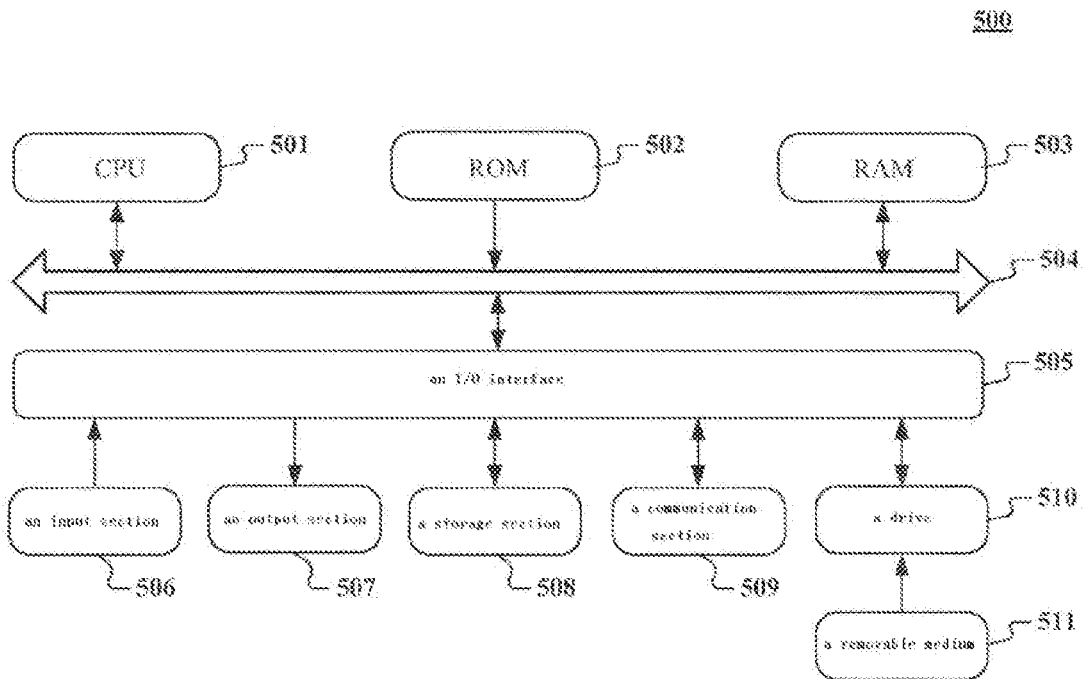 500
CPU
501
ROM
502
RAM
503
504
an I/O interface
505
an input section
506
an output section
507
a storage section
508
a communication
section
509
a drive
510
a removable medium
511